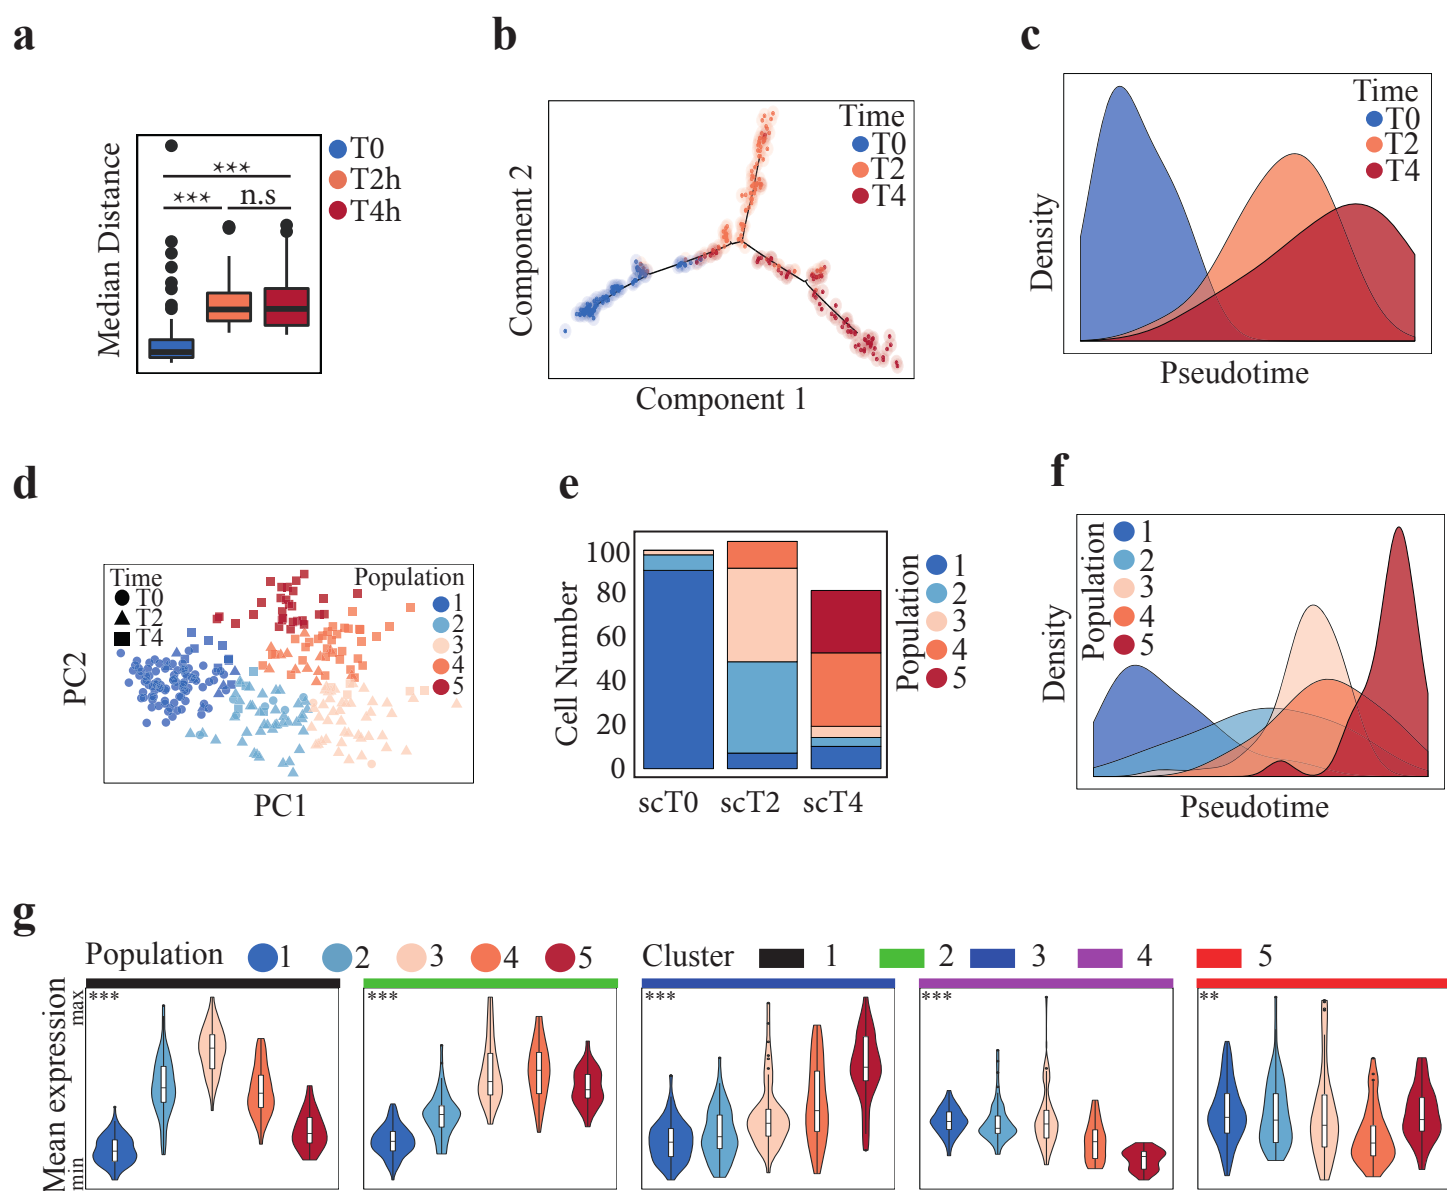 a
Median Distance
***
***
n.s
T0
T2h
T4h
b
Component 2
Component 1
Time
T0
T2
T4
c
Density
Pseudotime
Time
T0
T2
T4
d
PC2
PC1
Time
T0
T2
T4
Population
1
2
3
4
5
e
Cell Number
100
80
60
40
20
0
scT0 scT2 scT4
Population
1
2
3
4
5
f
Density
Pseudotime
Population
1
2
3
4
5
g
Population 1 2 3 4 5
Cluster 1 2 3 4 5
Mean expression
max
min
***
***
***
***
**